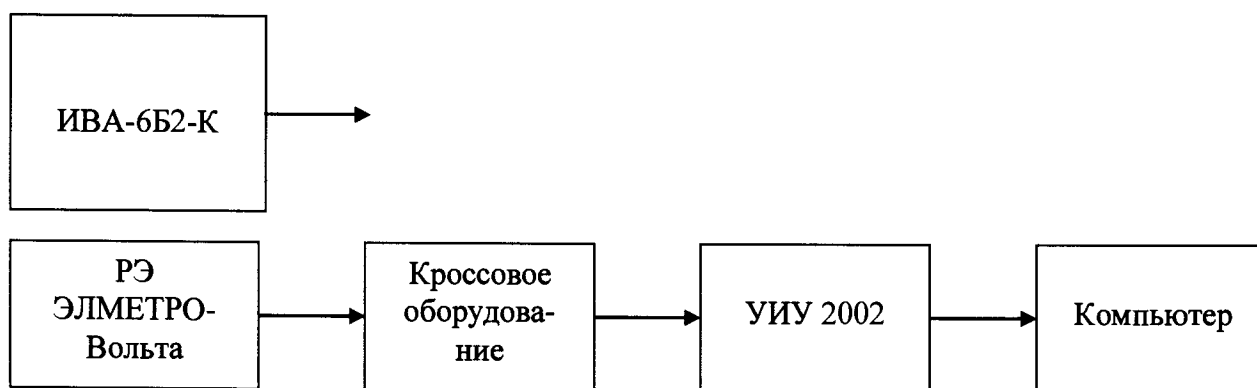 ИВА-6Б2-К
РЭ
ЭЛМЕТРО-
Вольта
Кроссовое
оборудова-
ние
УИУ 2002
Компьютер